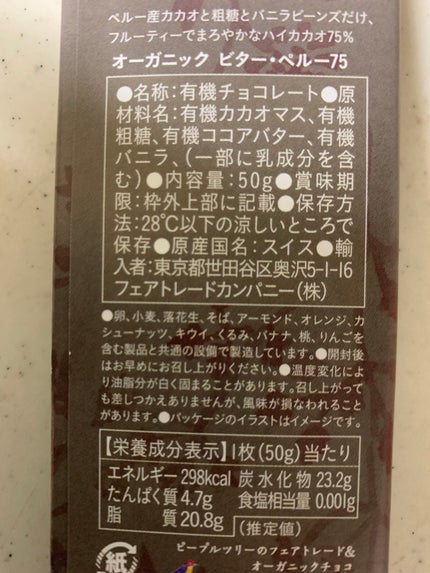 ペルー産カカオと粗糖とバニラビーンズだけ、
フルーティーでまろやかなハイカカオ75%
オーガニック ビター・ペルー75
●名称:有機チョコレート●原
材料名:有機カカオマス、有機
粗糖、有機ココアバター、有機
バニラ、(一部に乳成分を含
む)●内容量:50g●賞味期
限:枠外上部に記載●保存方
法:28℃以下の涼しいところで
保存●原産国名:スイス●輸
入者:東京都世田谷区奥沢5-1-16
フェアトレードカンパニー(株)
●卵、小麦、落花生、そば、アーモンド、オレンジ、カ
シューナッツ、キウイ、くるみ、バナナ、桃、りんごを
含む製品と共通の設備で製造しています。●開封後
はお早めにお召し上がりください。●温度変化によ
り油脂分が白く固まることがあります。召し上がって
も差しつかえありませんが、風味が損なわれること
があります。●パッケージのイラストはイメージです。
【栄養成分表示】1枚(50g)当たり
エネルギー298kcal 炭水化物23.2g
たんぱく質4.7g 食塩相当量0.001g
脂 質20.8g (推定値)
ピープルツリーのフェアトレード&
紙 オーガニックチョコ